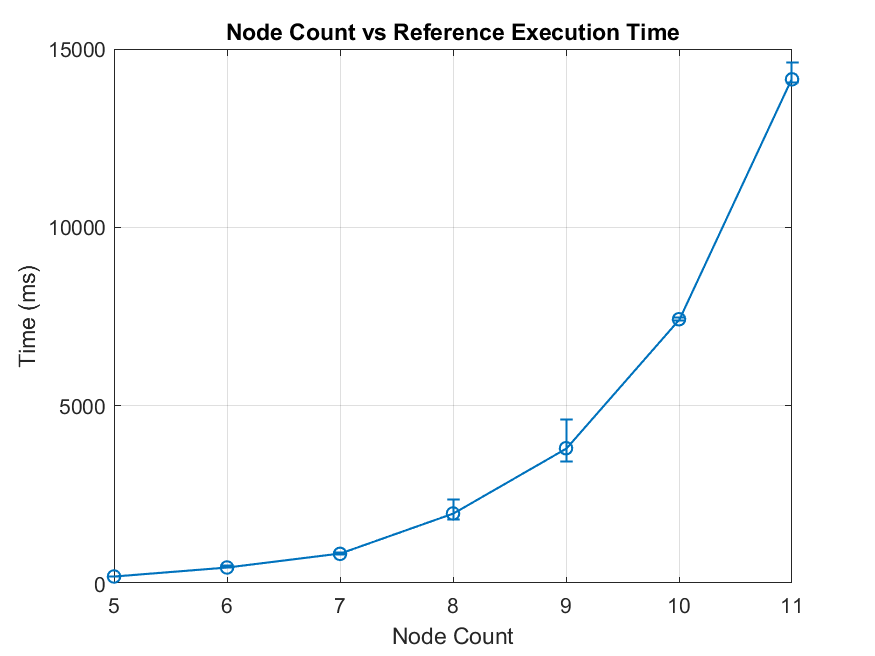 Node Count vs Reference Execution Time
15000
10000
5000
0
Time (ms)
5 6 7 8 9 10 11
Node Count